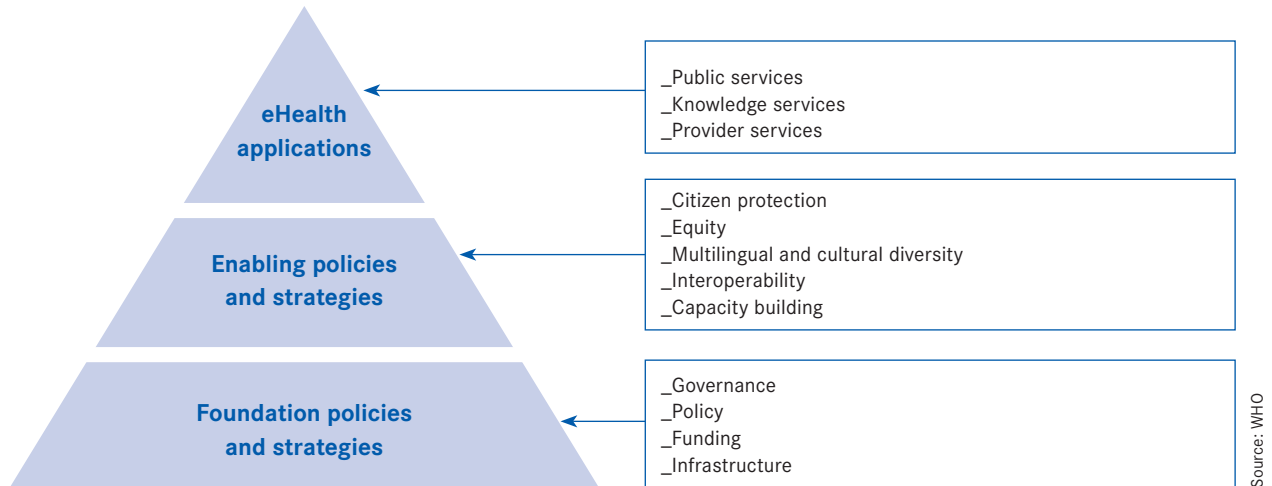 eHealth
applications
_Public services
_Knowledge services
_Provider services
Enabling policies
and strategies
_Citizen protection
_Equity
_Multilingual and cultural diversity
_Interoperability
_Capacity building
Foundation policies
and strategies
_Governance
_Policy
_Funding
_Infrastructure
Source: WHO